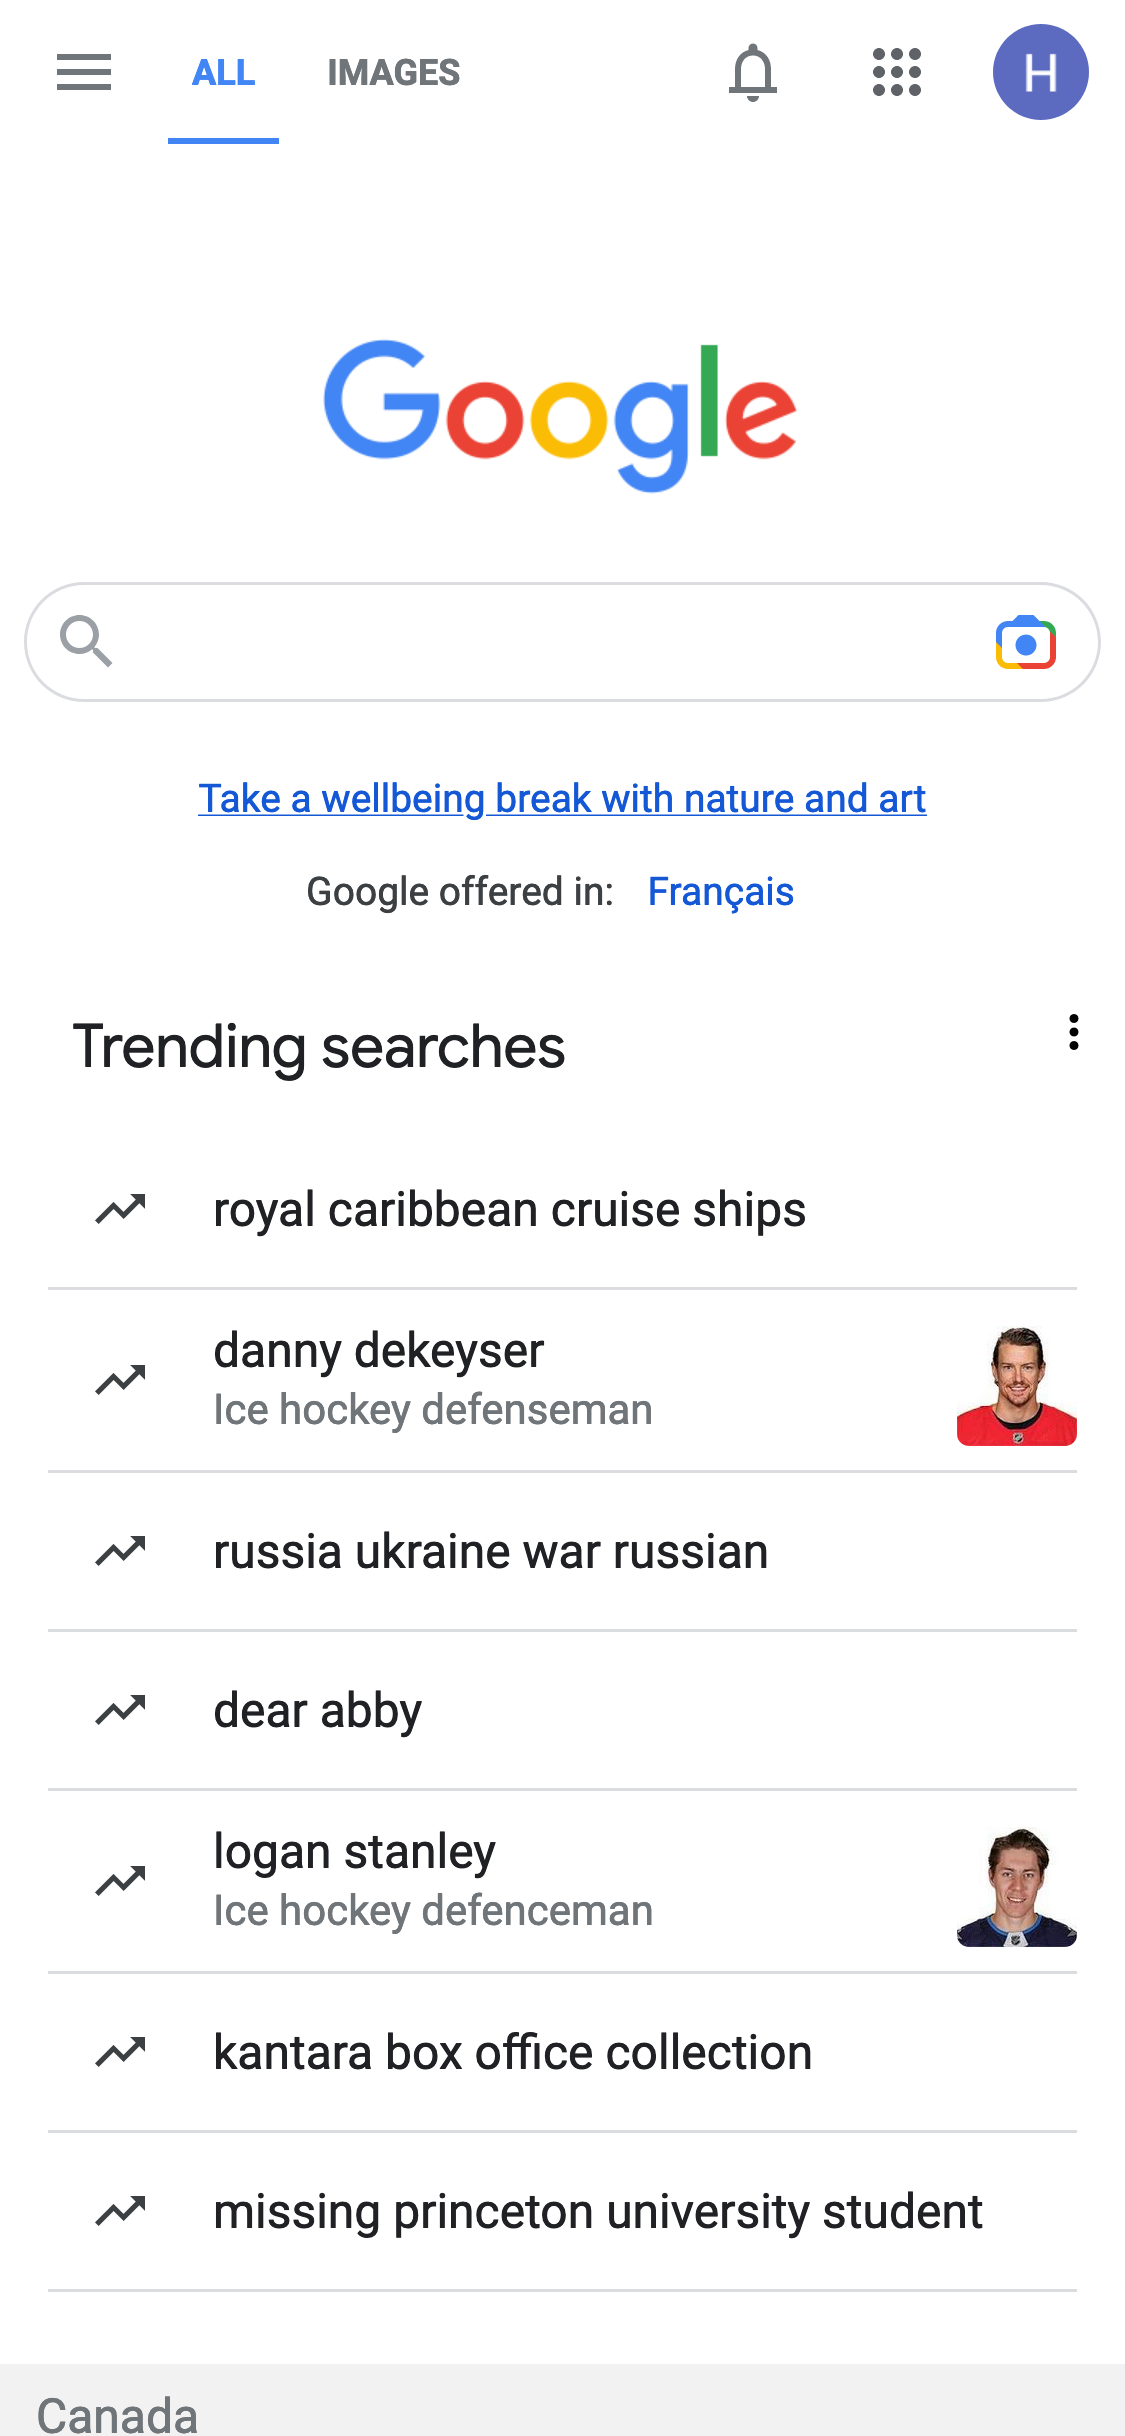 ALL IMAGES H
Google
Take a wellbeing break with nature and art
Google offered in: Français
Trending searches
royal caribbean cruise ships
danny dekeyser
Ice hockey defenseman
russia ukraine war russian
dear abby
logan stanley
Ice hockey defenceman
kantara box office collection
missing princeton university student
Canada